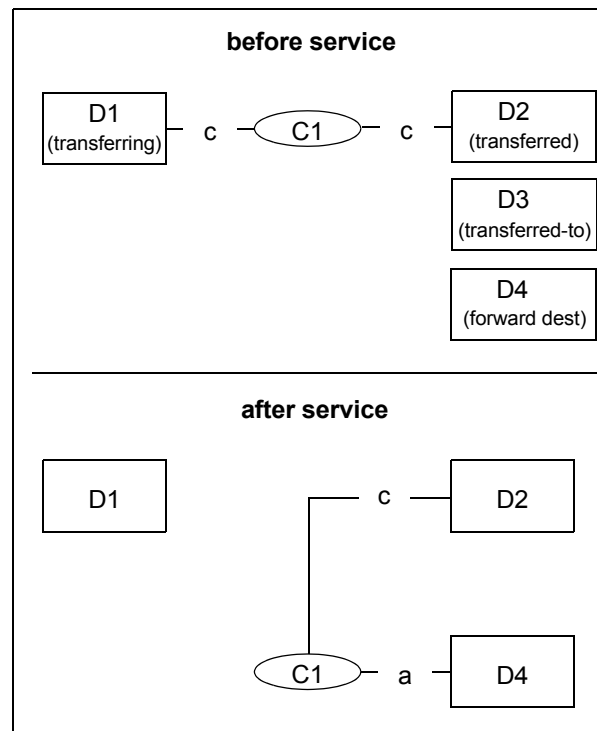 before service
D1
(transferring)
c
C1
c
D2
(transferred)
D3
(transferred-to)
D4
(forward dest)
after service
D1
c
D2
C1
a
D4